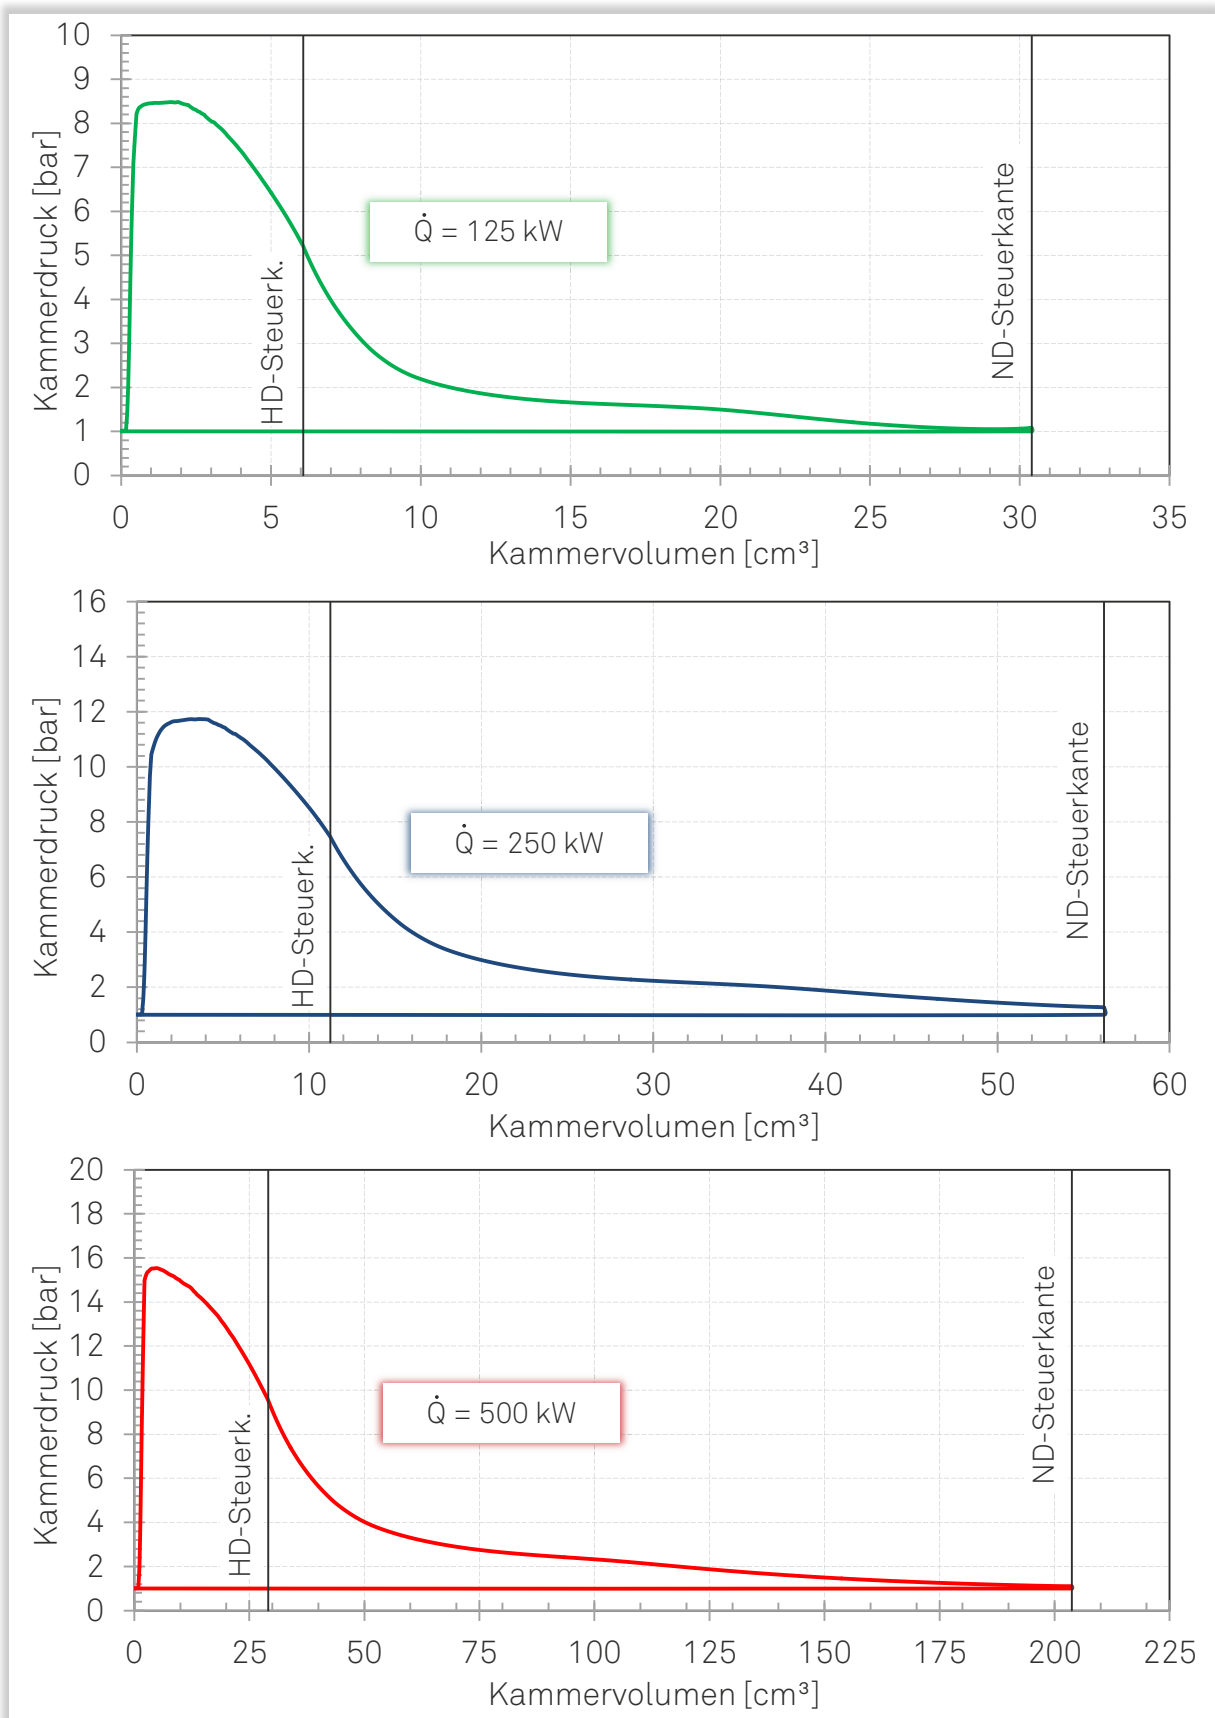 10
9
8
7
6
5
4
3
2
1
0
Kammerdruck [bar]
HD-Steuerk.
Q̇ = 125 kW
ND-Steuerkante
0 5 10 15 20 25 30 35
Kammervolumen [cm³]
16
14
12
10
8
6
4
2
0
Kammerdruck [bar]
HD-Steuerk.
Q̇ = 250 kW
ND-Steuerkante
0 10 20 30 40 50 60
Kammervolumen [cm³]
20
18
16
14
12
10
8
6
4
2
0
Kammerdruck [bar]
HD-Steuerk.
Q̇ = 500 kW
ND-Steuerkante
0 25 50 75 100 125 150 175 200 225
Kammervolumen [cm³]